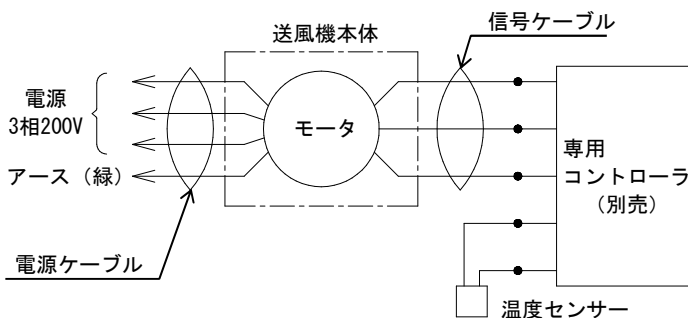 送風機本体
信号ケーブル
電源
3相200V
モータ
専用
コントローラ
（別売）
アース（緑）
電源ケーブル
温度センサー